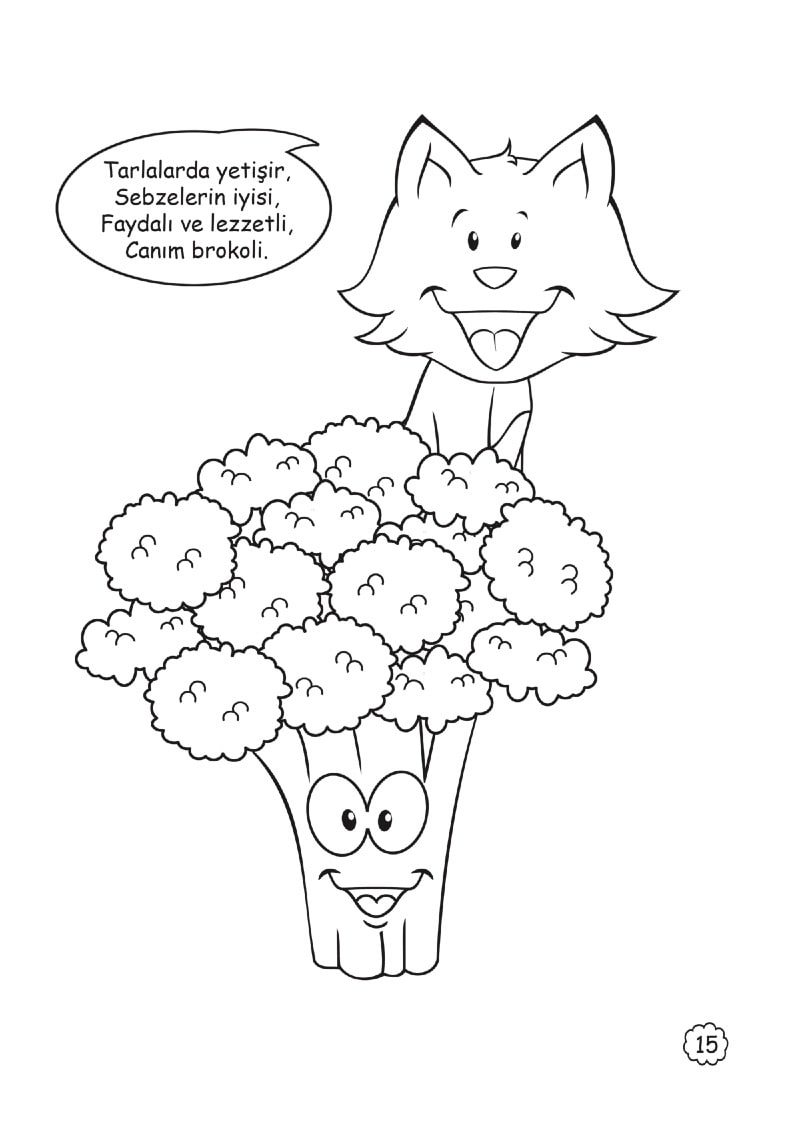 Tarlalarda yetişir,
Sebzelerin iyisi,
Faydalı ve lezzetli,
Canım brokoli.
15